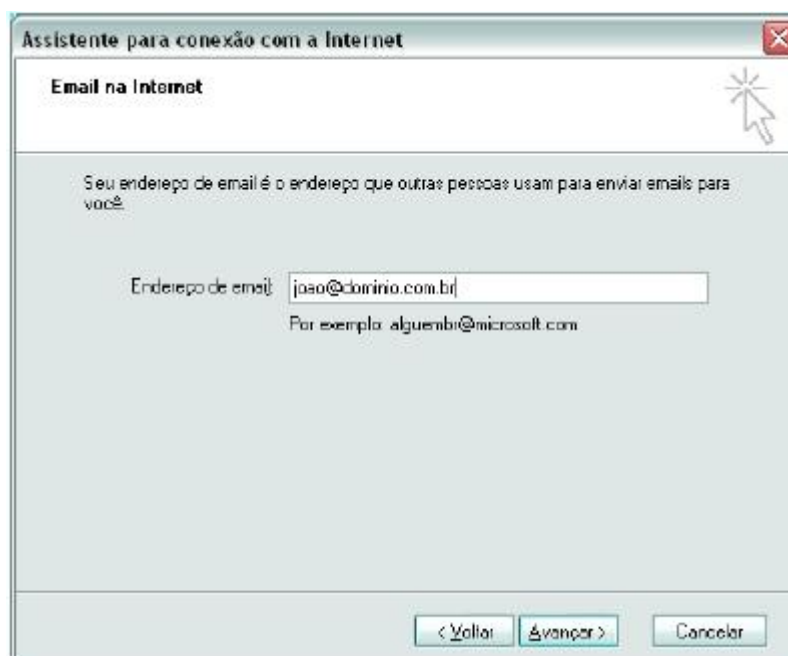 Assistente para conexão com a Internet
Email na Internet
Seu endereço de email é o endereço que outras pessoas usam para enviar emails para
você.
Endereço de email: joao@dominio.com.br
Por exemplo: alguembr@microsoft.com
< Voltar Avançar > Cancelar